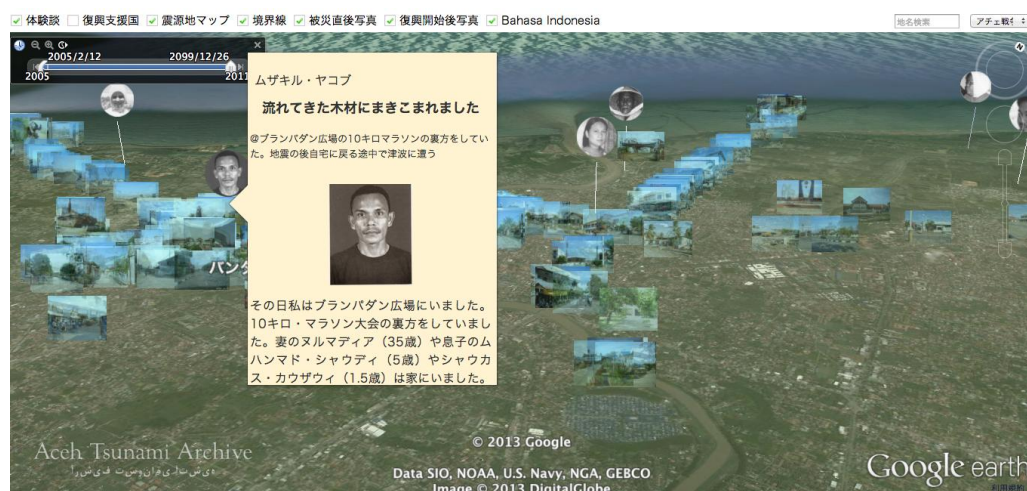 体験談 復興支援国 震源地マップ 境界線 被災直後写真 復興開始後写真 Bahasa Indonesia
地名検索
2005/2/12 2099/12/26
2005 2011
ムザキル・ヤコブ
流れてきた木材にまきこまれました
@ブランパダン広場の10キロマラソンの裏方をしてい
た。地震の後自宅に戻る途中で津波に遭う
その日私はブランパダン広場にいました。
10キロ・マラソン大会の裏方をしていまし
た。妻のヌルマディア（35歳）や息子のム
ハンマド・シャウディ（5歳）やシャウカ
ス・カウザウィ（1.5歳）は家にいました。
バンダ
Aceh Tsunami Archive
© 2013 Google
Data SIO, NOAA, U.S. Navy, NGA, GEBCO
Image © 2013 DigitalGlobe
Google earth
利用規約